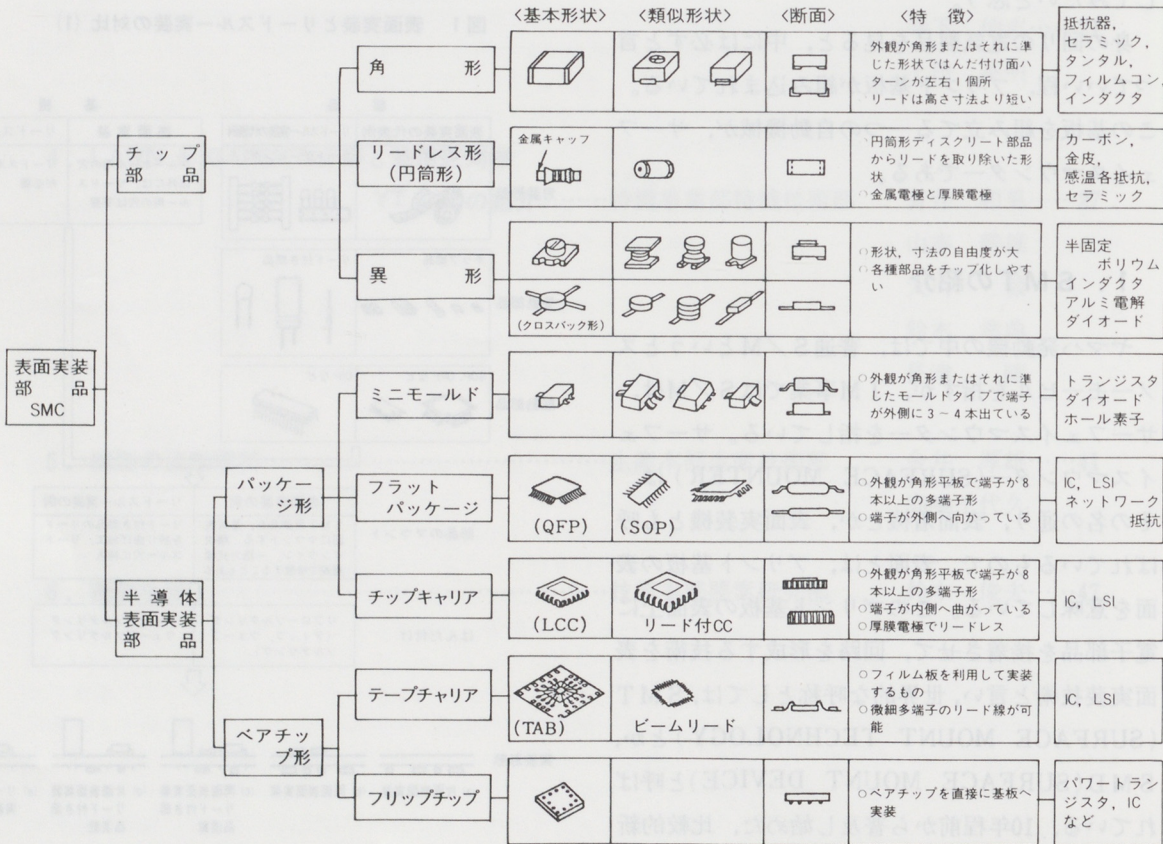 〈基本形状〉 〈類似形状〉 〈断面〉 〈特 徴〉
表面実装
部 品
SMC
チップ
部 品
角 形
外観が角形またはそれに準
じた形状ではんだ付け面パ
ターンが左右1個所
リードは高さ寸法より短い
抵抗器,
セラミック,
タンタル,
フィルムコン,
インダクタ
リードレス形
(円筒形)
金属キャップ
○円筒形ディスクリート部品
からリードを取り除いた形
状
○金属電極と厚膜電極
カーボン,
金皮,
感温各抵抗,
セラミック
異 形
(クロスバック形)
○形状, 寸法の自由度が大
○各種部品をチップ化しやす
い
半固定
ボリウム
インダクタ
アルミ電解
ダイオード
半導体
表面実装
部 品
パッケー
ジ形
ミニモールド
○外観が角形またはそれに準
じたモールドタイプで端子
が外側に3~4本出ている
トランジスタ
ダイオード
ホール素子
フラット
パッケージ
(QFP)
(SOP)
○外観が角形平板で端子が8
本以上の多端子形
○端子が外側へ向かっている
IC, LSI
ネットワーク
抵抗
チップキャリア
(LCC)
リード付CC
○外観が角形平板で端子が8
本以上の多端子形
○端子が内側へ曲がっている
○厚膜電極でリードレス
IC, LSI
ベアチッ
プ形
テープチャリア
(TAB)
ビームリード
○フィルム板を利用して実装
するもの
○微細多端子のリード線が可
能
IC, LSI
フリップチップ
○ベアチップを直接に基板へ
実装
パワートラン
ジスタ, IC
など